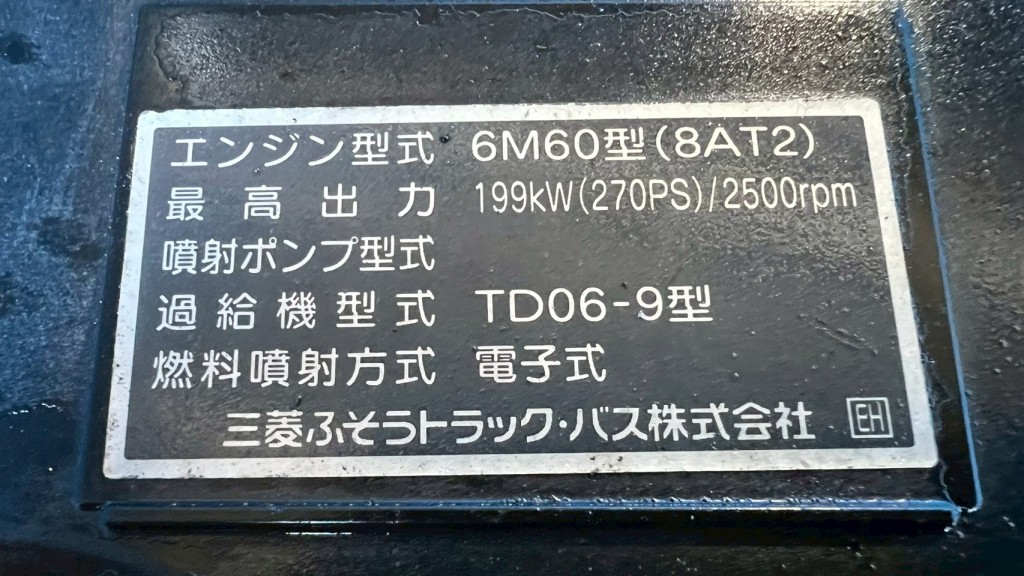 エンジン型式 6M60型(8AT2)
最高出力 199kW(270PS)/2500rpm
噴射ポンプ型式
過給機型式 TD06-9型
燃料噴射方式 電子式
三菱ふそうトラック・バス株式会社 EH